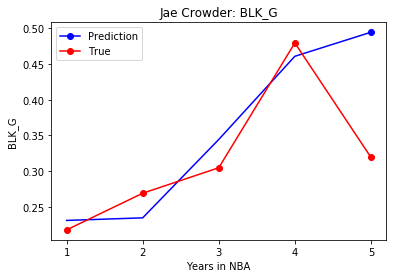 Jae Crowder: BLK_G
Prediction
True
0.50
0.45
0.40
0.35
0.30
0.25
BLK_G
1 2 3 4 5
Years in NBA